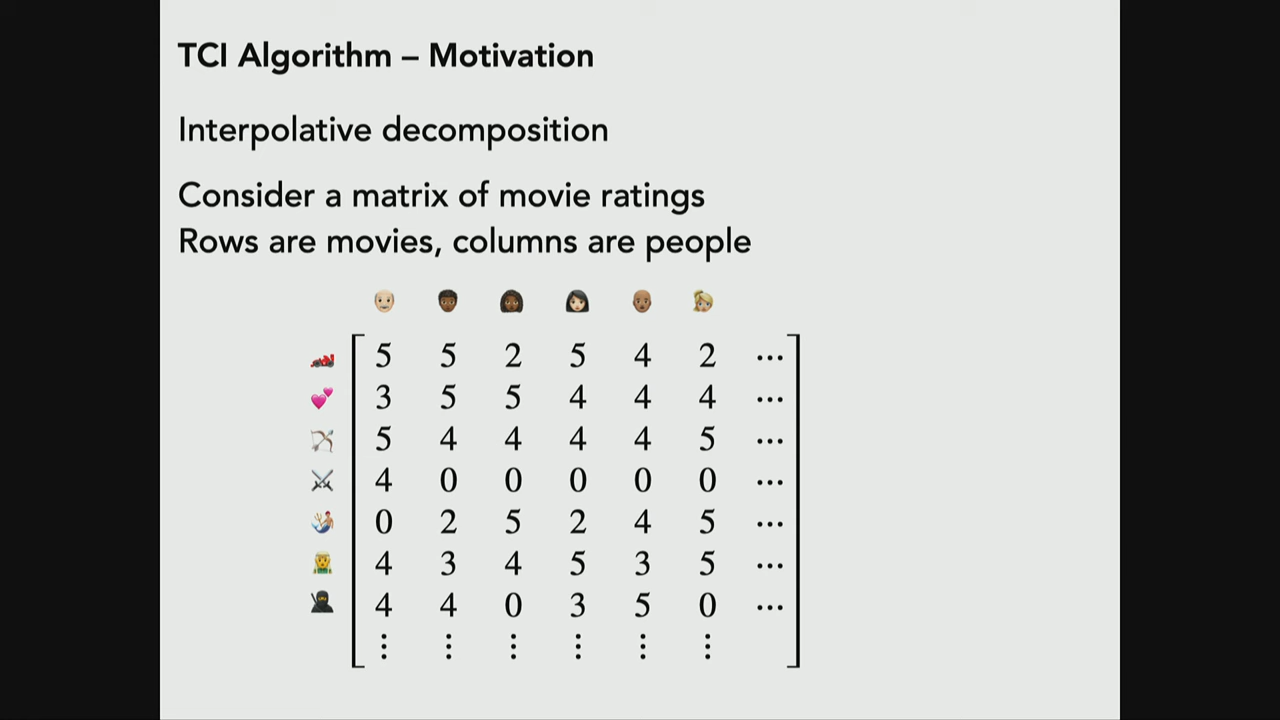 TCI Algorithm – Motivation
Interpolative decomposition
Consider a matrix of movie ratings
Rows are movies, columns are people
5 5 2 5 4 2 ⋯
3 5 5 4 4 4 ⋯
5 4 4 4 4 5 ⋯
4 0 0 0 0 0 ⋯
0 2 5 2 4 5 ⋯
4 3 4 5 3 5 ⋯
4 4 0 3 5 0 ⋯
⋮ ⋮ ⋮ ⋮ ⋮ ⋮